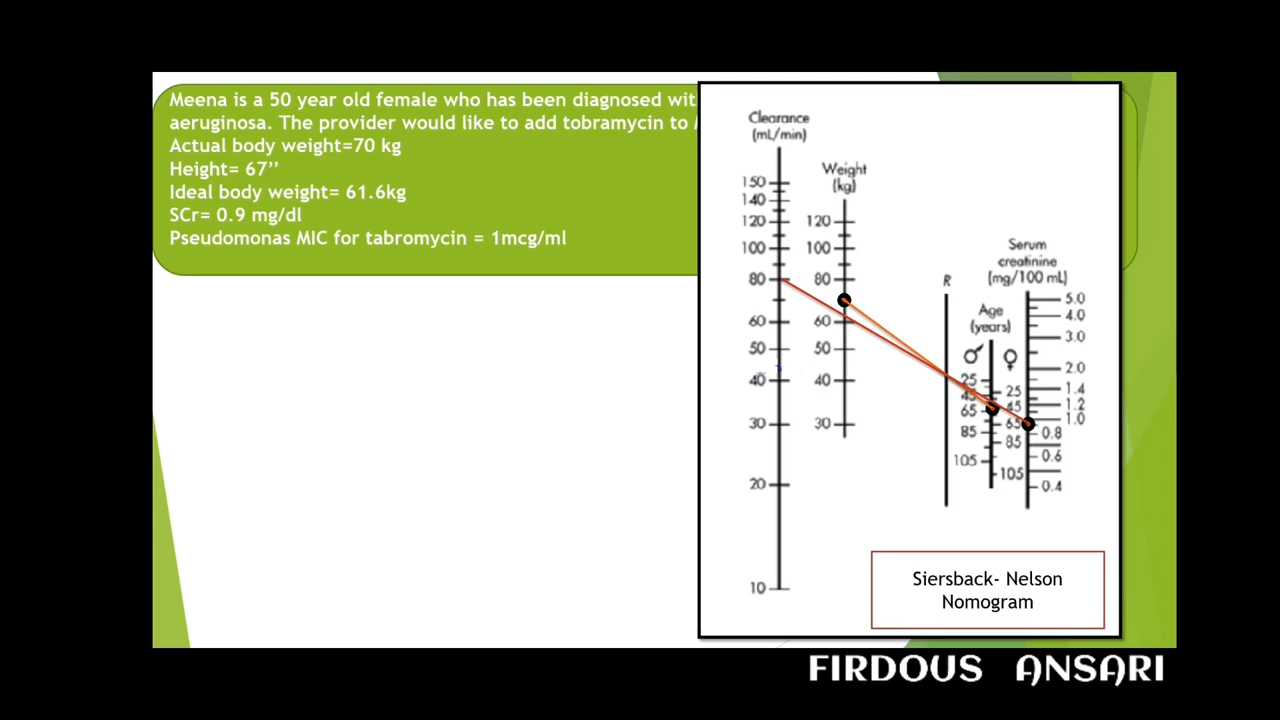 Meena is a 50 year old female who has been diagnosed wit
aeruginosa. The provider would like to add tobramycin to
Actual body weight=70 kg
Height= 67’’
Ideal body weight= 61.6kg
SCr= 0.9 mg/dl
Pseudomonas MIC for tabromycin = 1mcg/ml
Clearance
(mL/min)
150
140
120
100
80
60
50
40
30
20
10
Weight
(kg)
120
100
80
60
50
40
30
R
Age
(years)
♂ ♀
25
45
65
85
105
25
45
65
85
105
Serum
creatinine
(mg/100 mL)
5.0
4.0
3.0
2.0
1.4
1.2
1.0
0.8
0.6
0.4
Siersback- Nelson
Nomogram
FIRDOUS ANSARI